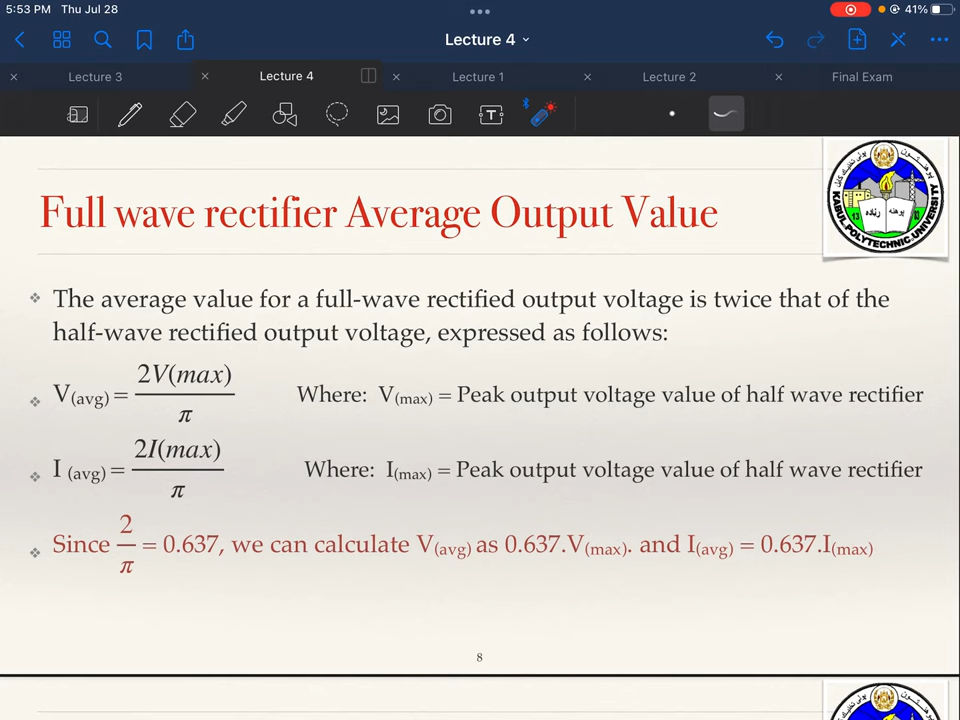 5:53 PM Thu Jul 28
41%
Lecture 4
Lecture 3
Lecture 4
Lecture 1
Lecture 2
Final Exam
T
Full wave rectifier Average Output Value
KABUL POLYTECHNIC UNIVERSITY
The average value for a full-wave rectified output voltage is twice that of the
half-wave rectified output voltage, expressed as follows:
V(avg) = 2V(max)/π Where: V(max) = Peak output voltage value of half wave rectifier
I (avg) = 2I(max)/π Where: I(max) = Peak output voltage value of half wave rectifier
Since 2/π = 0.637, we can calculate V(avg) as 0.637.V(max). and I(avg) = 0.637.I(max)
8